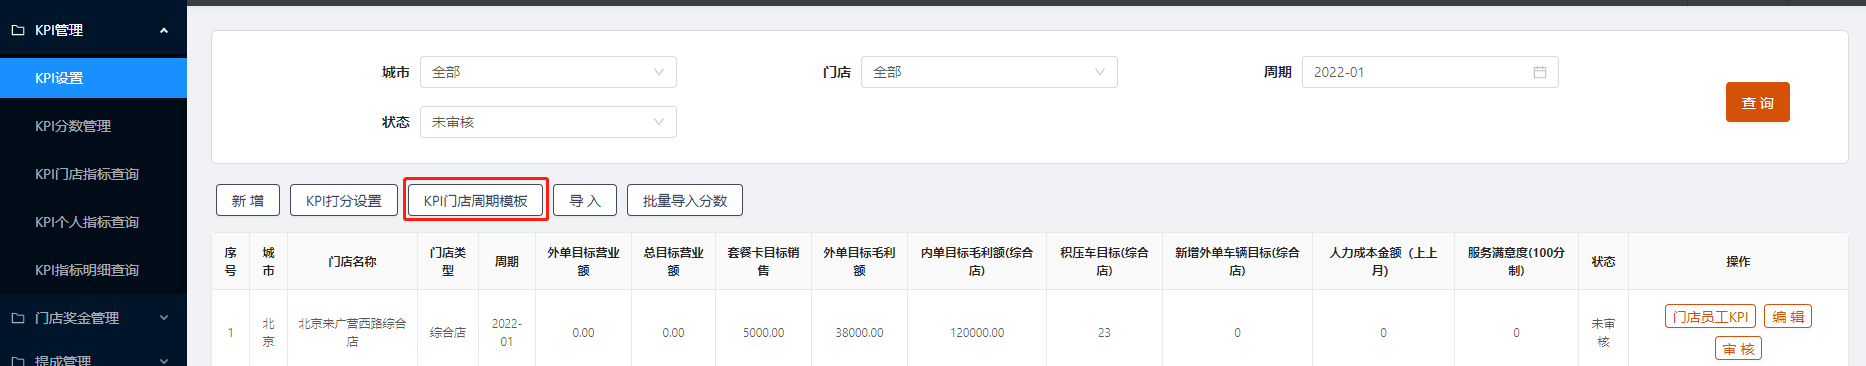 KPI管理
KPI设置
KPI分数管理
KPI门店指标查询
KPI个人指标查询
KPI指标明细查询
门店奖金管理
提成管理
城市 全部 门店 全部 周期 2022-01
状态 未审核
查 询
新 增 KPI打分设置 KPI门店周期模板 导 入 批量导入分数
序号 城市 门店名称 门店类型 周期 外单目标营业额 总目标营业额 套餐卡目标销售 外单目标毛利额 内单目标毛利额(综合店) 积压车目标(综合店) 新增外单车辆目标(综合店) 人力成本金额（上上月) 服务满意度(100分制) 状态 操作
1 北京 北京来广营西路综合店 综合店 2022-01 0.00 0.00 5000.00 38000.00 120000.00 23 0 0 0 未审核 门店员工KPI 编 辑
审 核